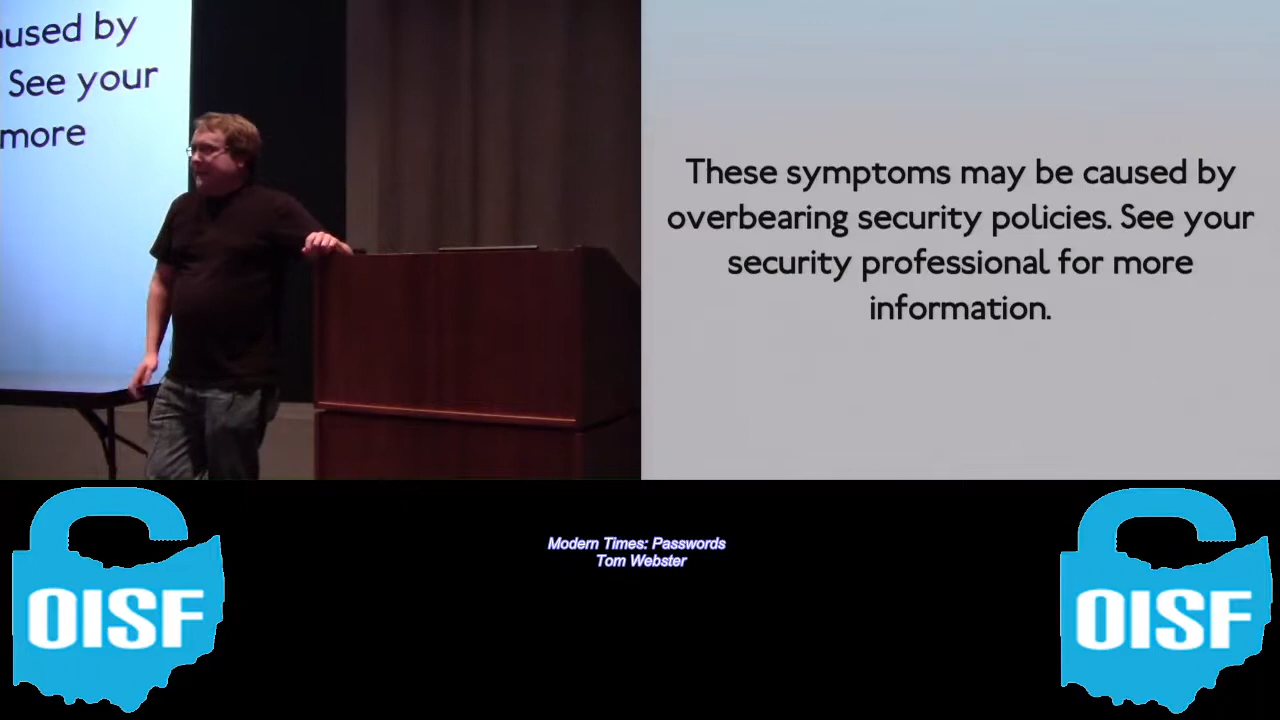 aused by
See your
more
These symptoms may be caused by
overbearing security policies. See your
security professional for more
information.
Modern Times: Passwords
Tom Webster
OISF
OISF